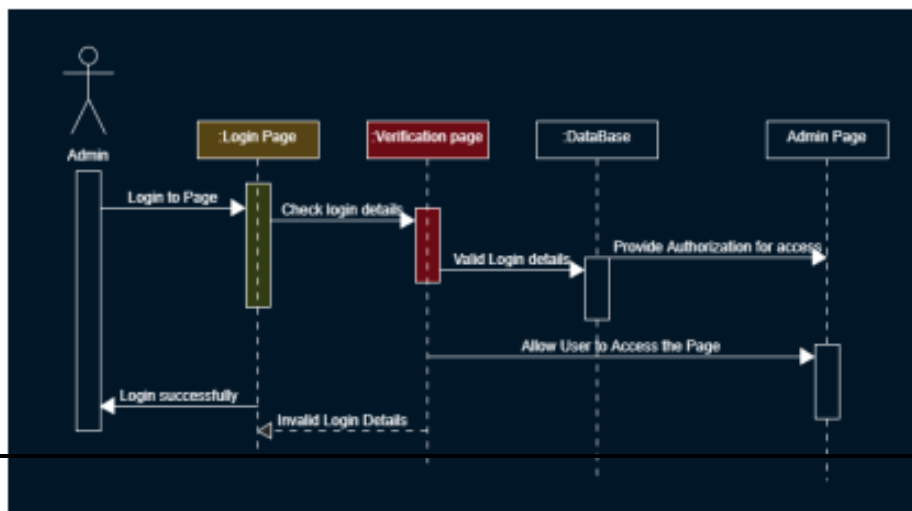 :Login Page
:Verification page
:DataBase
Admin Page
Admin
Login to Page
Check login details
Provide Authorization for access
Valid Login details
Allow User to Access the Page
Login successfully
Invalid Login Details